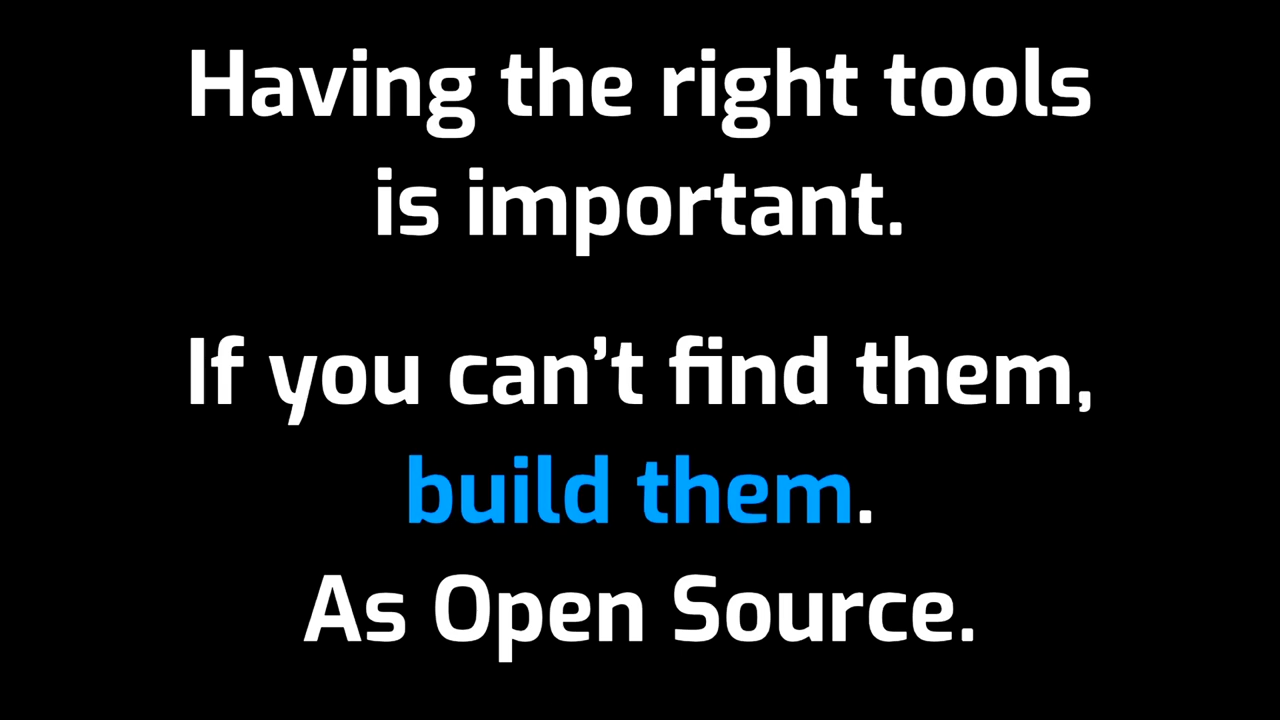 Having the right tools
is important.
If you can’t find them,
build them.
As Open Source.